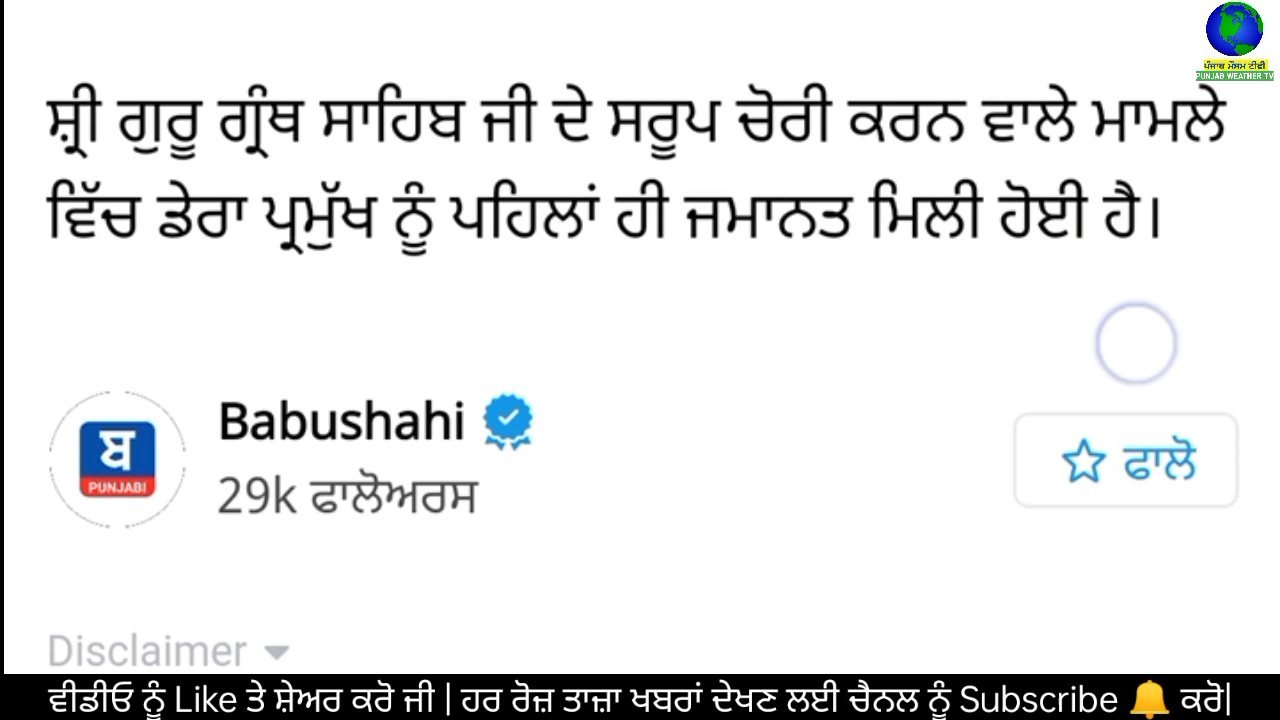 ਪੰਜਾਬ ਮੌਸਮ ਟੀਵੀ
PUNJAB WEATHER TV
ਸ਼੍ਰੀ ਗੁਰੂ ਗ੍ਰੰਥ ਸਾਹਿਬ ਜੀ ਦੇ ਸਰੂਪ ਚੋਰੀ ਕਰਨ ਵਾਲੇ ਮਾਮਲੇ
ਵਿੱਚ ਡੇਰਾ ਪ੍ਰਮੁੱਖ ਨੂੰ ਪਹਿਲਾਂ ਹੀ ਜਮਾਨਤ ਮਿਲੀ ਹੋਈ ਹੈ।
ਬ
PUNJABI
Babushahi
29k ਫਾਲੋਅਰਸ
ਫਾਲੋ
Disclaimer
ਵੀਡੀਓ ਨੂੰ Like ਤੇ ਸ਼ੇਅਰ ਕਰੋ ਜੀ | ਹਰ ਰੋਜ਼ ਤਾਜ਼ਾ ਖਬਰਾਂ ਦੇਖਣ ਲਈ ਚੈਨਲ ਨੂੰ Subscribe 🔔 ਕਰੋ|